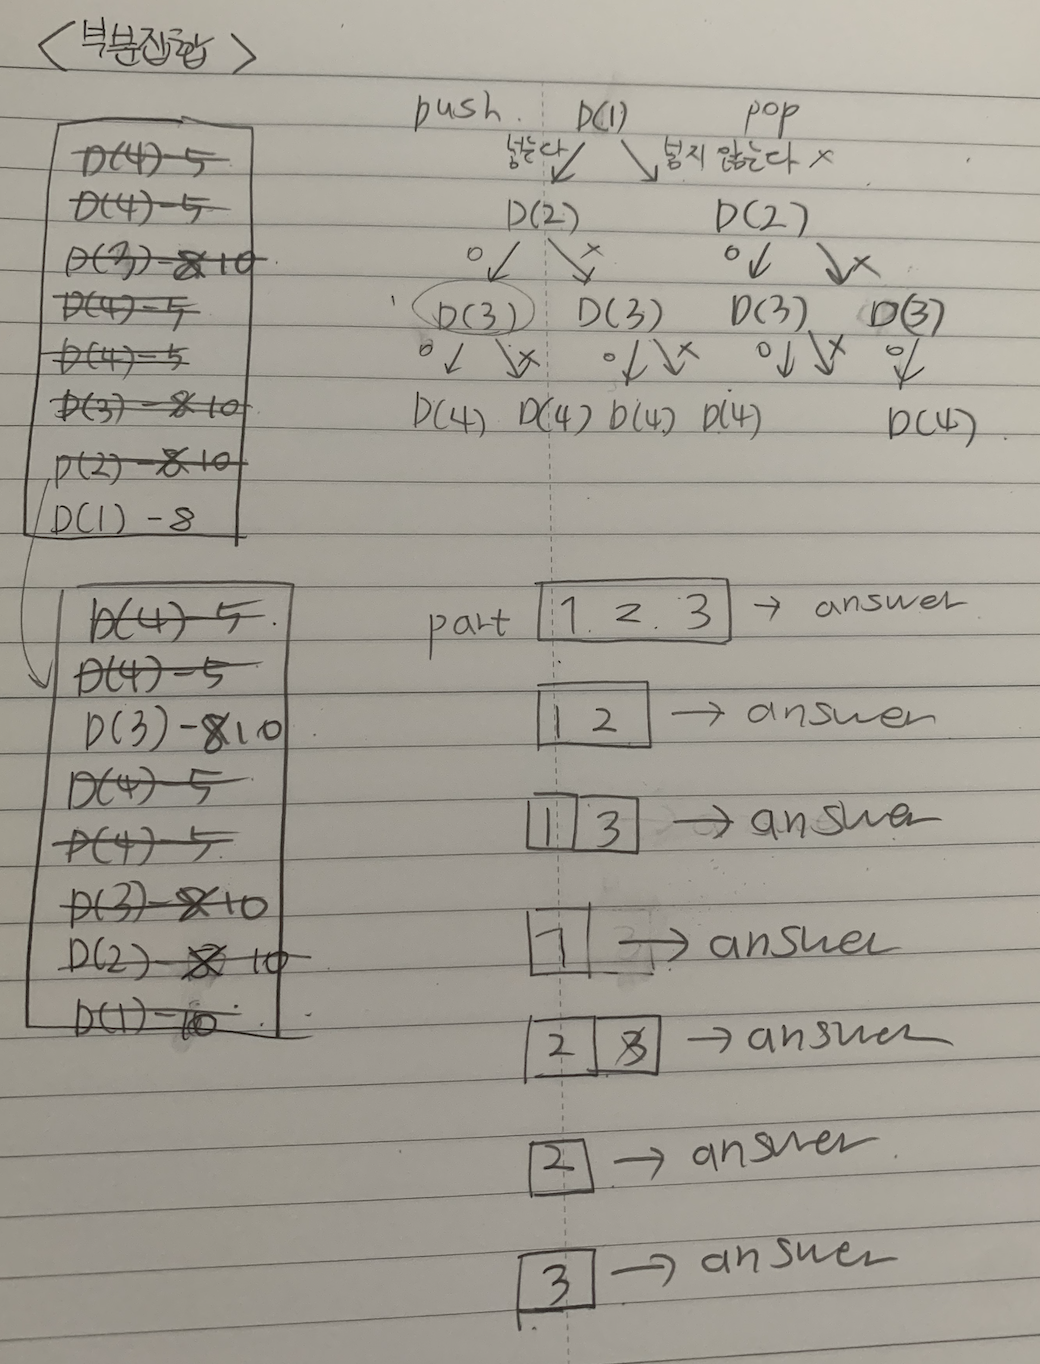 <부분집합>
push. D(1) pop
넣는다 넣지 않는다 x
D(2) D(2)
o x o x
D(3) D(3) D(3) D(3)
o x o x o x o
D(4) D(4) D(4) D(4) D(4)
D(4)-5
D(4)-5
D(3)-8 10
D(4)-5
D(4)-5
D(3)-8 10
D(2)-8 10
D(1)-8
D(4)-5
D(4)-5
D(3)-8 10
D(4)-5
D(4)-5
D(3)-8 10
D(2)-8 10
D(1)-10
part 1 2 3 → answer
1 2 → answer
1 3 → answer
1 → answer
2 3 → answer
2 → answer
3 → answer